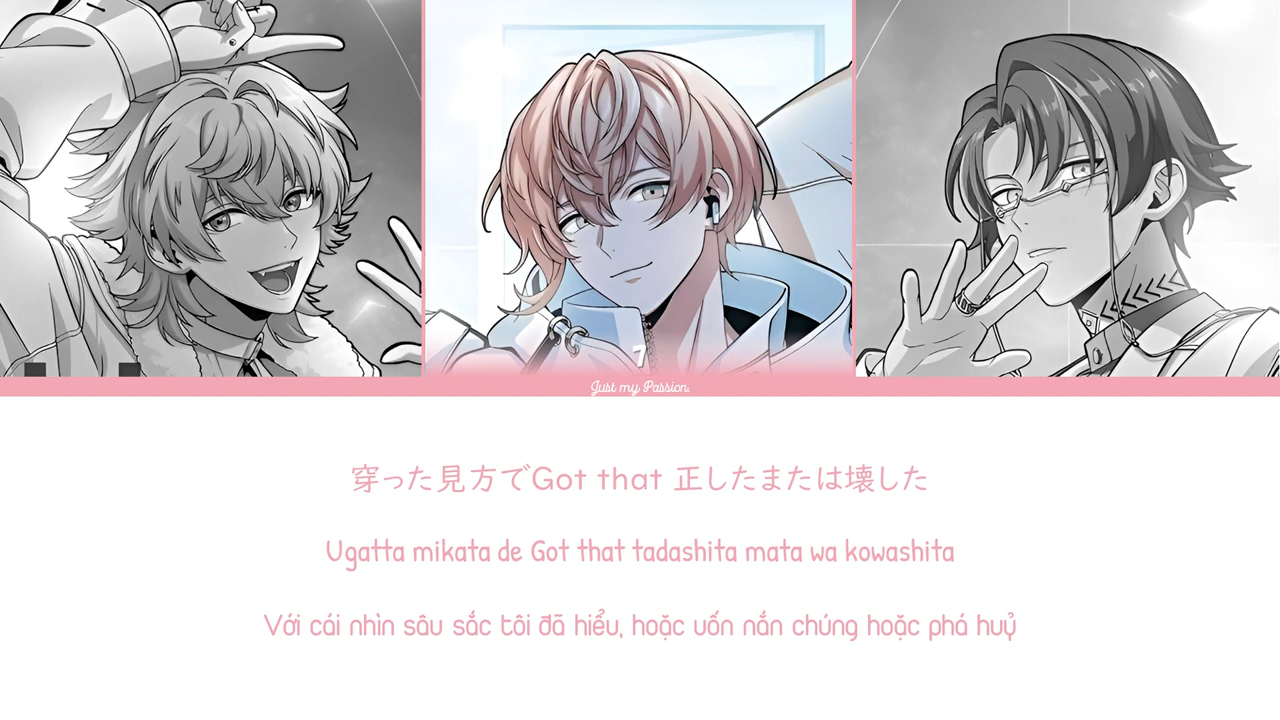 7
Just my Passion.
穿った見方でGot that 正したまたは壊した
Ugatta mikata de Got that tadashita mata wa kowashita
Với cái nhìn sâu sắc tôi đã hiểu, hoặc uốn nắn chúng hoặc phá huỷ